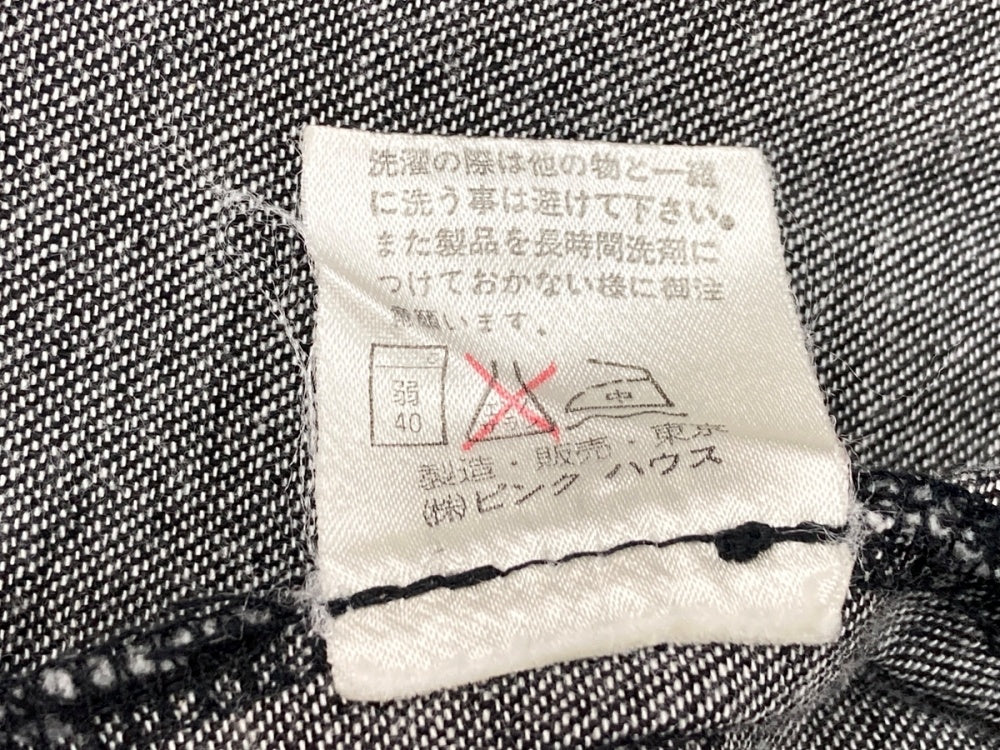 洗濯の際は他の物と一緒
に洗う事は避けて下さい。
また製品を長時間洗剤に
つけておかない様に御注
意願います。
弱
40
中
製造・販売・東京
(株)ピンク ハウス